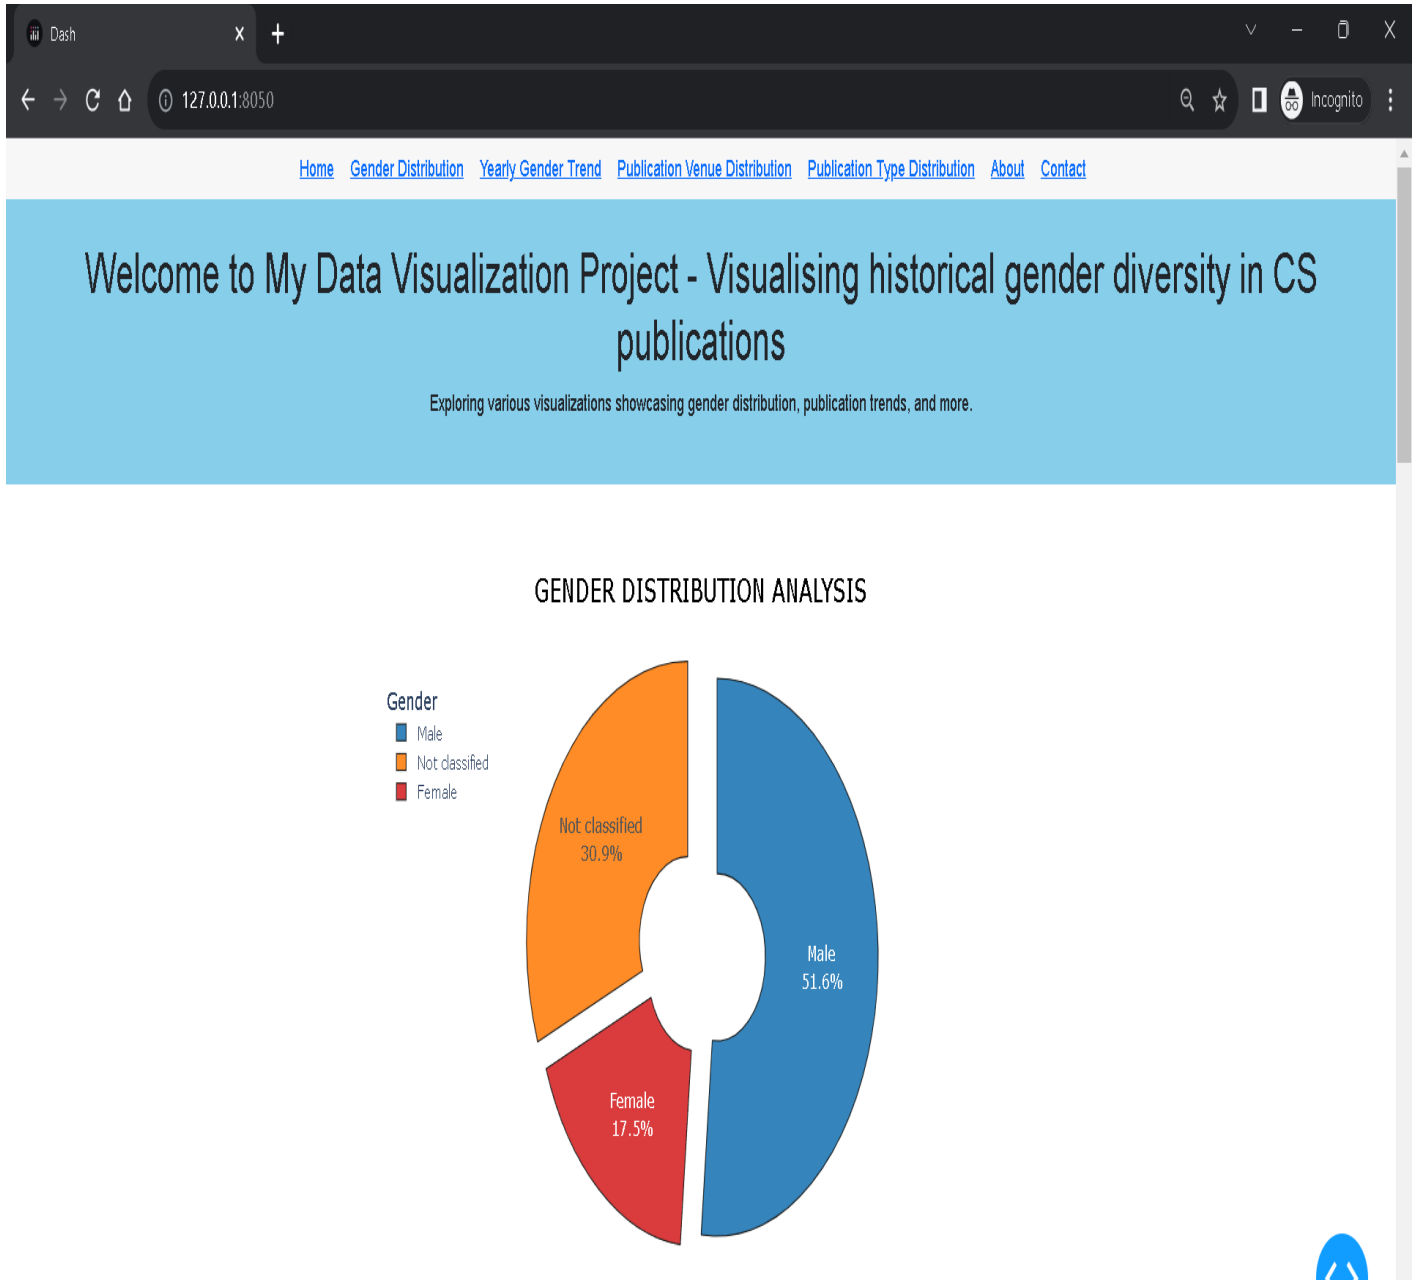 Dash
127.0.0.1:8050
Incognito
Home Gender Distribution Yearly Gender Trend Publication Venue Distribution Publication Type Distribution About Contact
Welcome to My Data Visualization Project - Visualising historical gender diversity in CS
publications
Exploring various visualizations showcasing gender distribution, publication trends, and more.
GENDER DISTRIBUTION ANALYSIS
Gender
Male
Not classified
Female
Not classified
30.9%
Male
51.6%
Female
17.5%